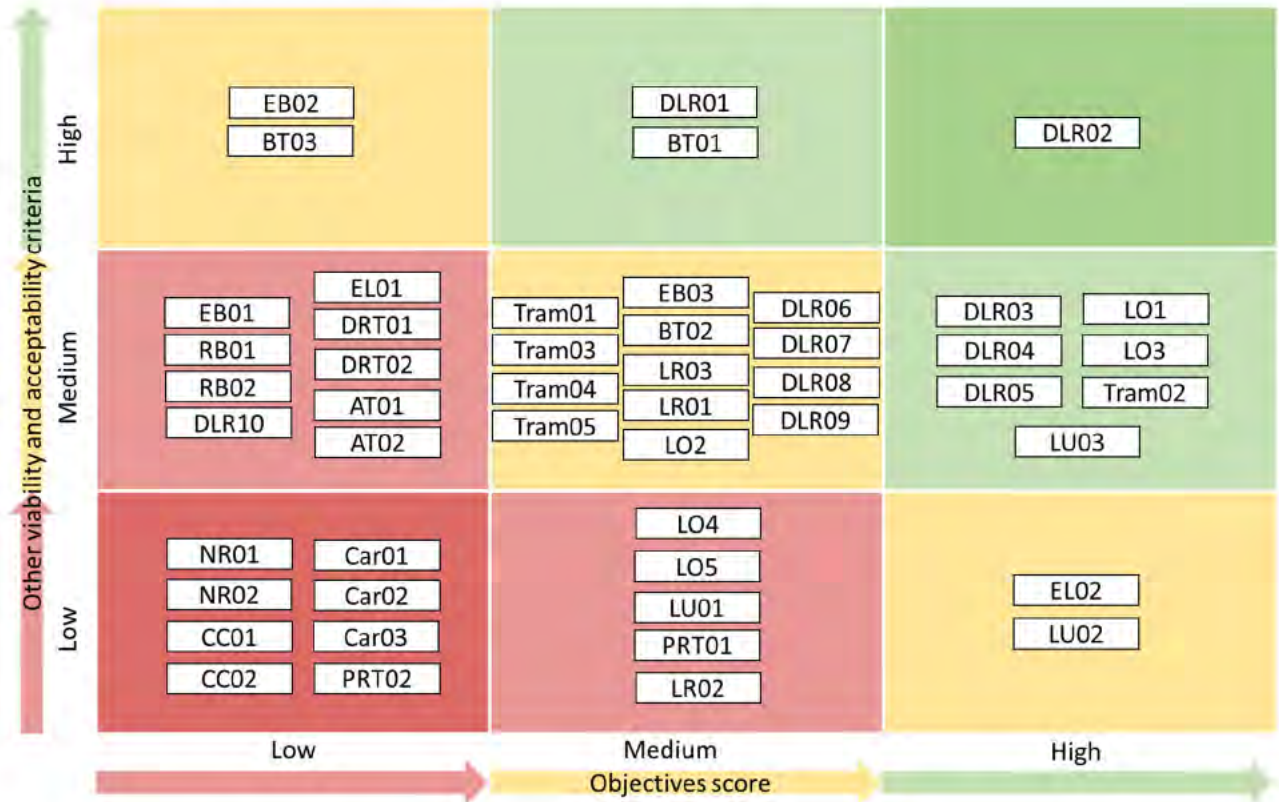 Other viability and acceptability criteria
High
EB02
BT03
DLR01
BT01
DLR02
Medium
EB01
RB01
RB02
DLR10
EL01
DRT01
DRT02
AT01
AT02
Tram01
Tram03
Tram04
Tram05
EB03
BT02
LR03
LR01
LO2
DLR06
DLR07
DLR08
DLR09
DLR03
DLR04
DLR05
LO1
LO3
Tram02
LU03
Low
NR01
NR02
CC01
CC02
Car01
Car02
Car03
PRT02
LO4
LO5
LU01
PRT01
LR02
EL02
LU02
Low
Medium
High
Objectives score